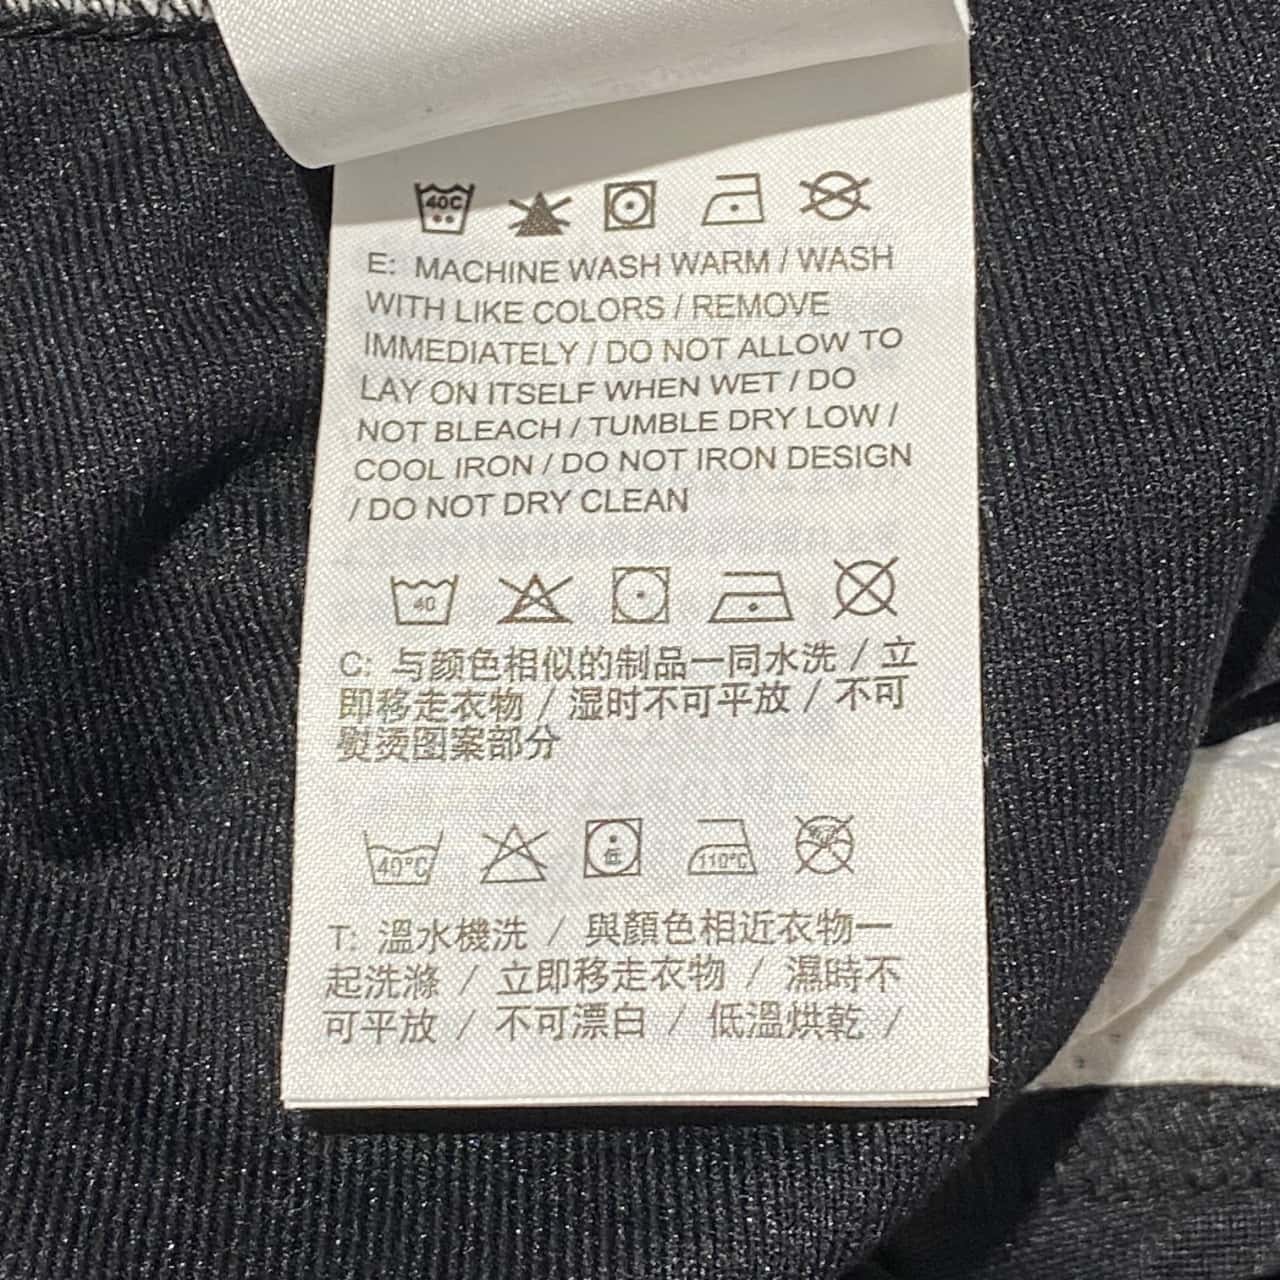 40C
E: MACHINE WASH WARM / WASH
WITH LIKE COLORS / REMOVE
IMMEDIATELY / DO NOT ALLOW TO
LAY ON ITSELF WHEN WET / DO
NOT BLEACH / TUMBLE DRY LOW /
COOL IRON / DO NOT IRON DESIGN
/ DO NOT DRY CLEAN
40
C: 与颜色相似的制品一同水洗 / 立
即移走衣物 / 湿时不可平放 / 不可
熨烫图案部分
40°C 低 110°C
T: 溫水機洗 / 與顏色相近衣物一
起洗滌 / 立即移走衣物 / 濕時不
可平放 / 不可漂白 / 低溫烘乾 /